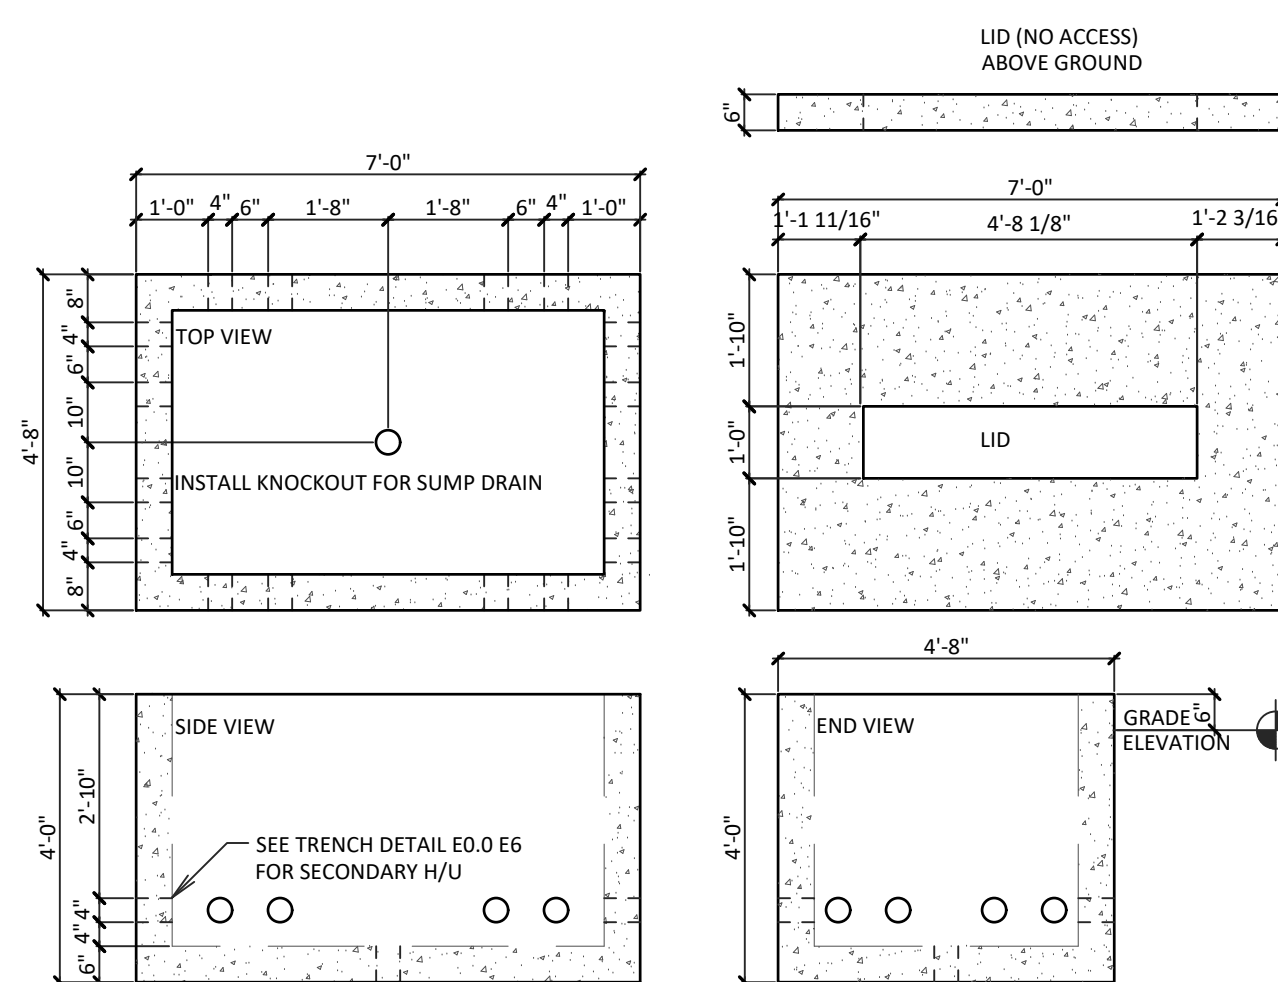 LID (NO ACCESS)
ABOVE GROUND
6"
7'-0"
1'-0" 4" 6" 1'-8" 1'-8" 6" 4" 1'-0"
7'-0"
1'-1 11/16" 4'-8 1/8" 1'-2 3/16
4'-8"
8"
4"
6"
10"
10"
6"
4"
8"
TOP VIEW
INSTALL KNOCKOUT FOR SUMP DRAIN
1'-10"
1'-0"
1'-10"
LID
4'-0"
2'-10"
4"
4"
6"
SIDE VIEW
SEE TRENCH DETAIL E0.0 E6
FOR SECONDARY H/U
4'-8"
4'-0"
END VIEW
GRADE
ELEVATION
6"